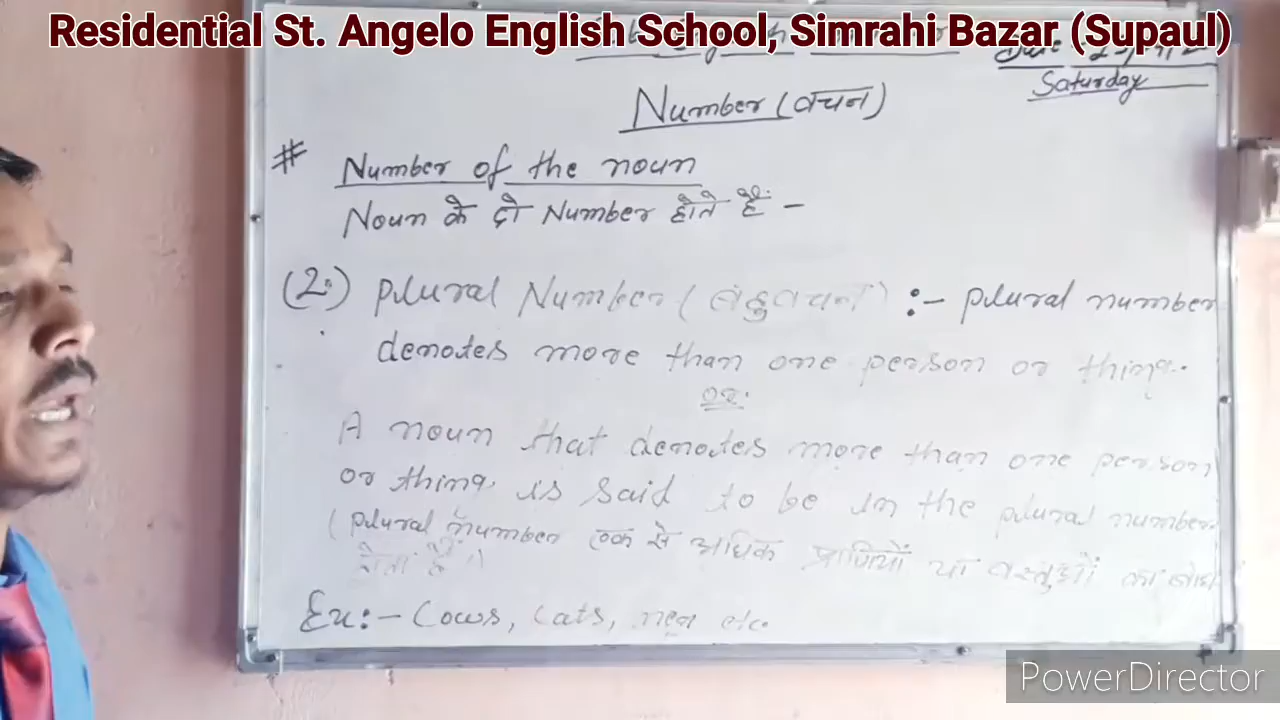 Residential St. Angelo English School, Simrahi Bazar (Supaul)
Saturday
Number (वचन)
# Number of the noun
Noun के दो Number होते हैं -
(2.) Plural Number (बहुवचन) :- Plural number
denotes more than one person or thing.
or
A noun that denotes more than one person
or thing, is said to be in the plural number.
(Plural number एक से अधिक प्राणियों या वस्तुओं का बोध
होता है।)
Ex:- Cows, Cats, men etc.
PowerDirector